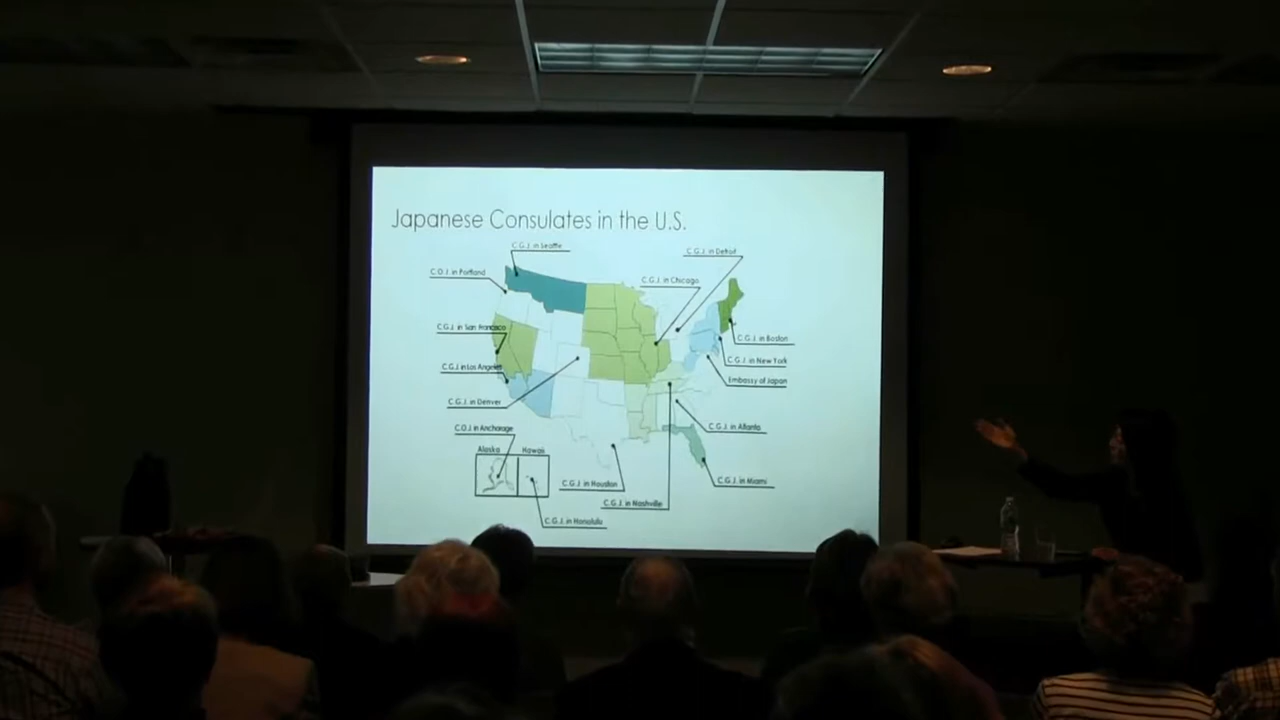 Japanese Consulates in the U.S.
C.G.J. in Seattle
C.G.J. in Detroit
C.O.J. in Portland
C.G.J. in Chicago
C.G.J. in San Francisco
C.G.J. in Boston
C.G.J. in New York
C.G.J. in Los Angeles
Embassy of Japan
C.G.J. in Denver
C.G.J. in Atlanta
C.O.J. in Anchorage
Alaska
Hawaii
C.G.J. in Miami
C.G.J. in Houston
C.G.J. in Nashville
C.G.J. in Honolulu